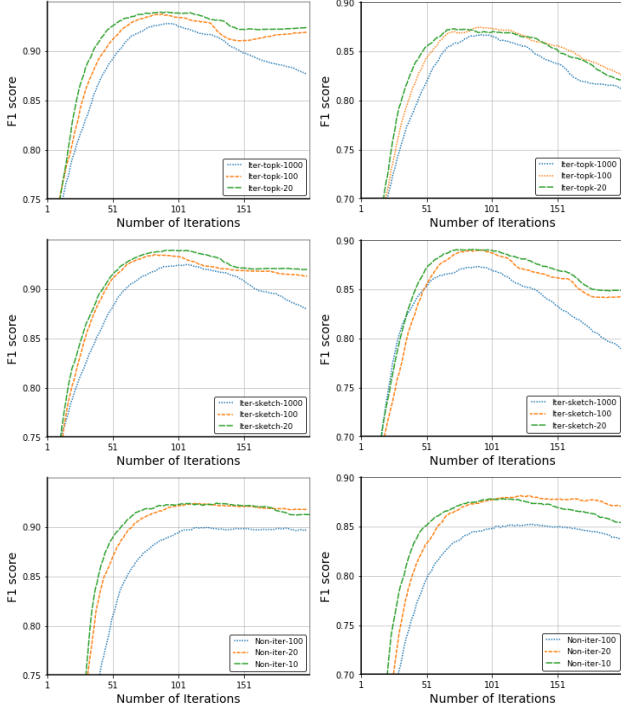 0.90
0.85
0.80
0.75
F1 score
1
51
101
151
Number of Iterations
Iter-topk-1000
Iter-topk-100
Iter-topk-20
0.90
0.85
0.80
0.75
0.70
F1 score
1
51
101
151
Number of Iterations
Iter-topk-1000
Iter-topk-100
Iter-topk-20
0.90
0.85
0.80
0.75
F1 score
1
51
101
151
Number of Iterations
Iter-sketch-1000
Iter-sketch-100
Iter-sketch-20
0.90
0.85
0.80
0.75
0.70
F1 score
1
51
101
151
Number of Iterations
Iter-sketch-1000
Iter-sketch-100
Iter-sketch-20
0.90
0.85
0.80
0.75
F1 score
1
51
101
151
Number of Iterations
Non-iter-100
Non-iter-20
Non-iter-10
0.90
0.85
0.80
0.75
0.70
F1 score
1
51
101
151
Number of Iterations
Non-iter-100
Non-iter-20
Non-iter-10